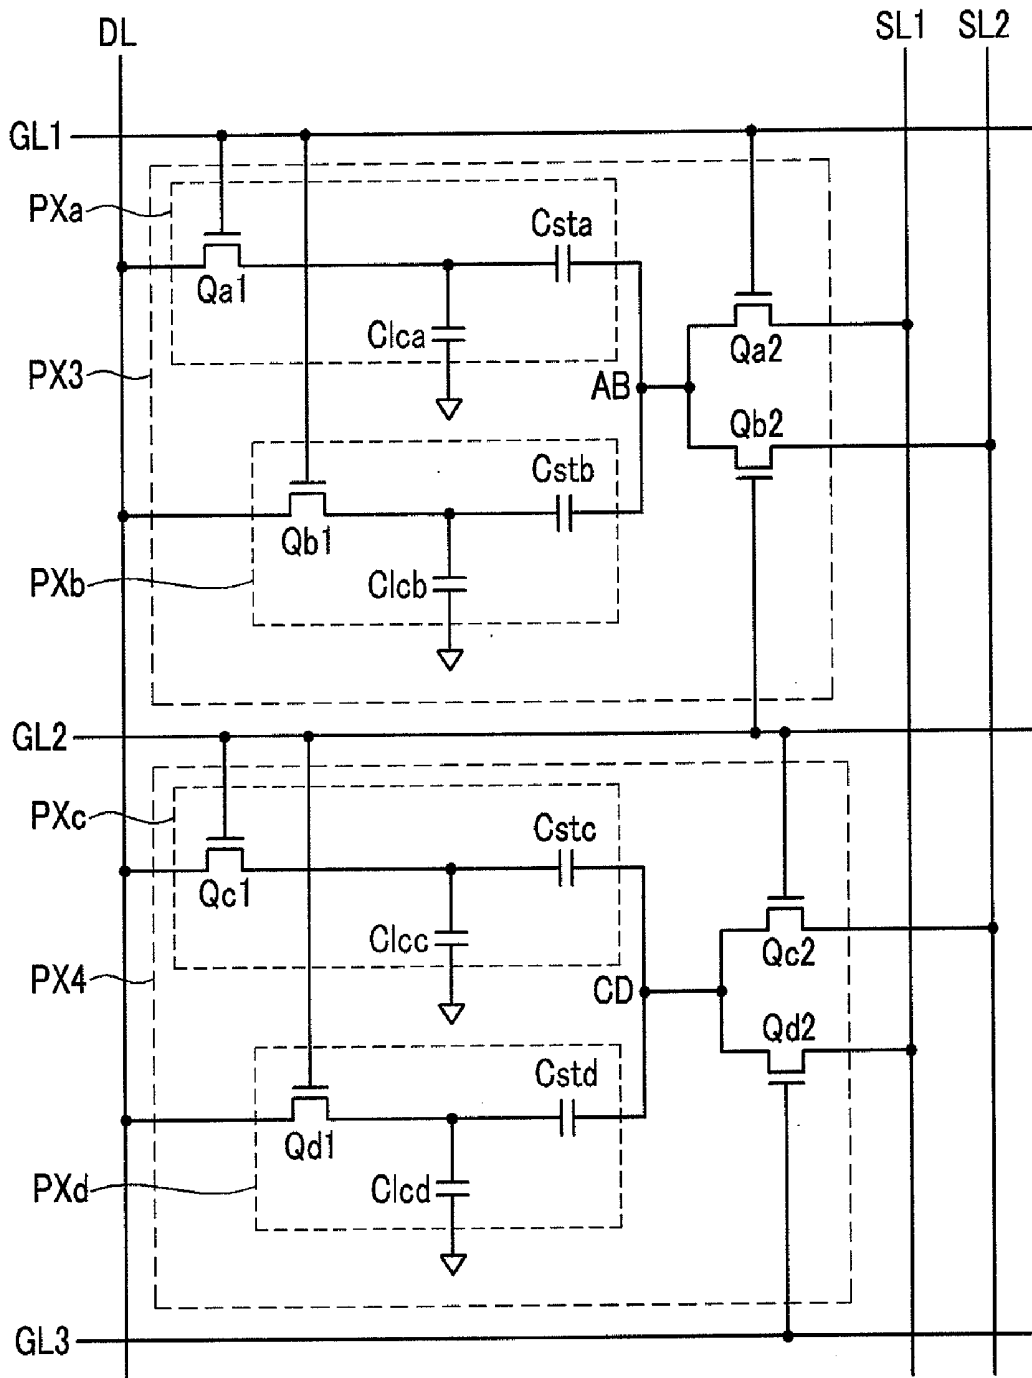 DL SL1 SL2
GL1
PXa
Csta
Qa1
Clca
Qa2
PX3
AB
Qb2
Cstb
Qb1
PXb
Clcb
GL2
PXc
Cstc
Qc1
Clcc
Qc2
PX4
CD
Qd2
Cstd
Qd1
PXd
Clcd
GL3